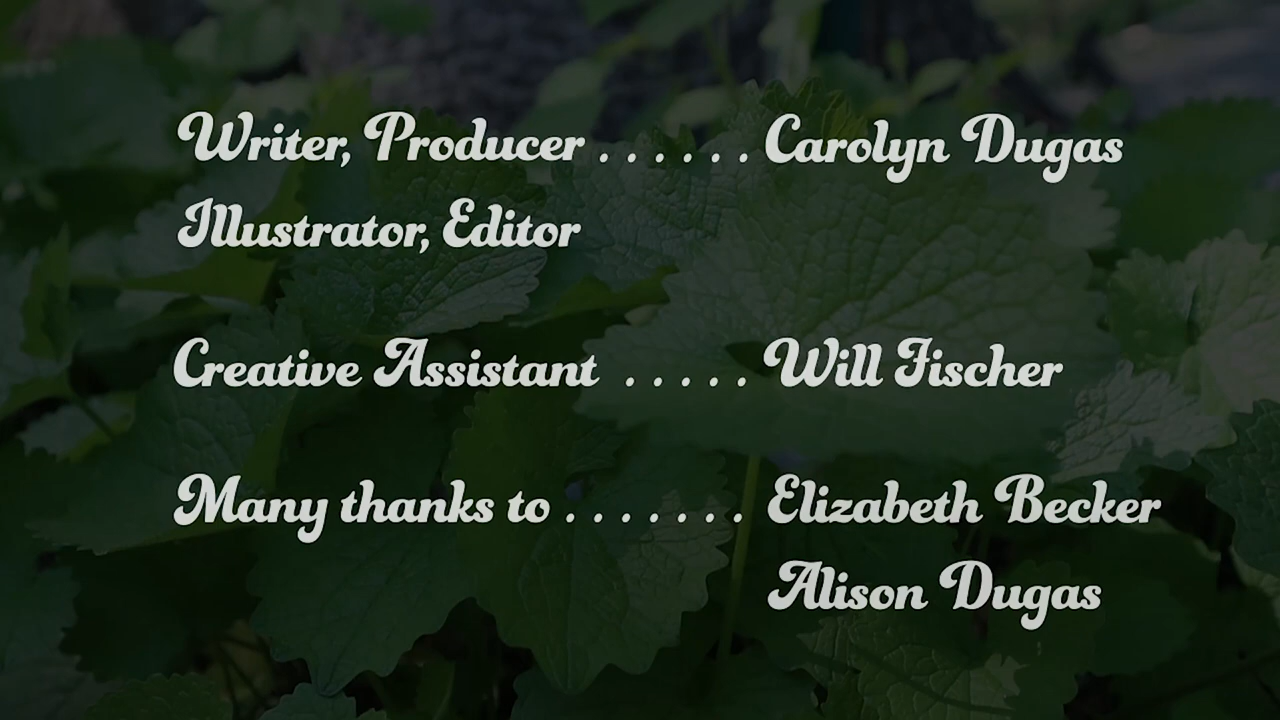 Writer, Producer . . . . . . Carolyn Dugas
Illustrator, Editor
Creative Assistant . . . . . Will Fischer
Many thanks to . . . . . . . Elizabeth Becker
Alison Dugas